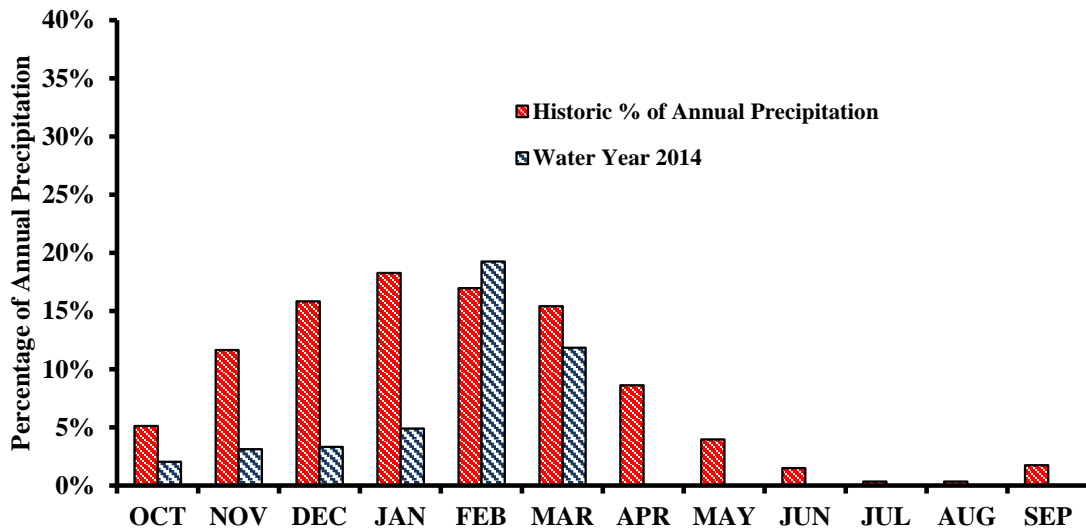 40%
35%
30%
25%
20%
15%
10%
5%
0%
Percentage of Annual Precipitation
Historic % of Annual Precipitation
Water Year 2014
OCT NOV DEC JAN FEB MAR APR MAY JUN JUL AUG SEP